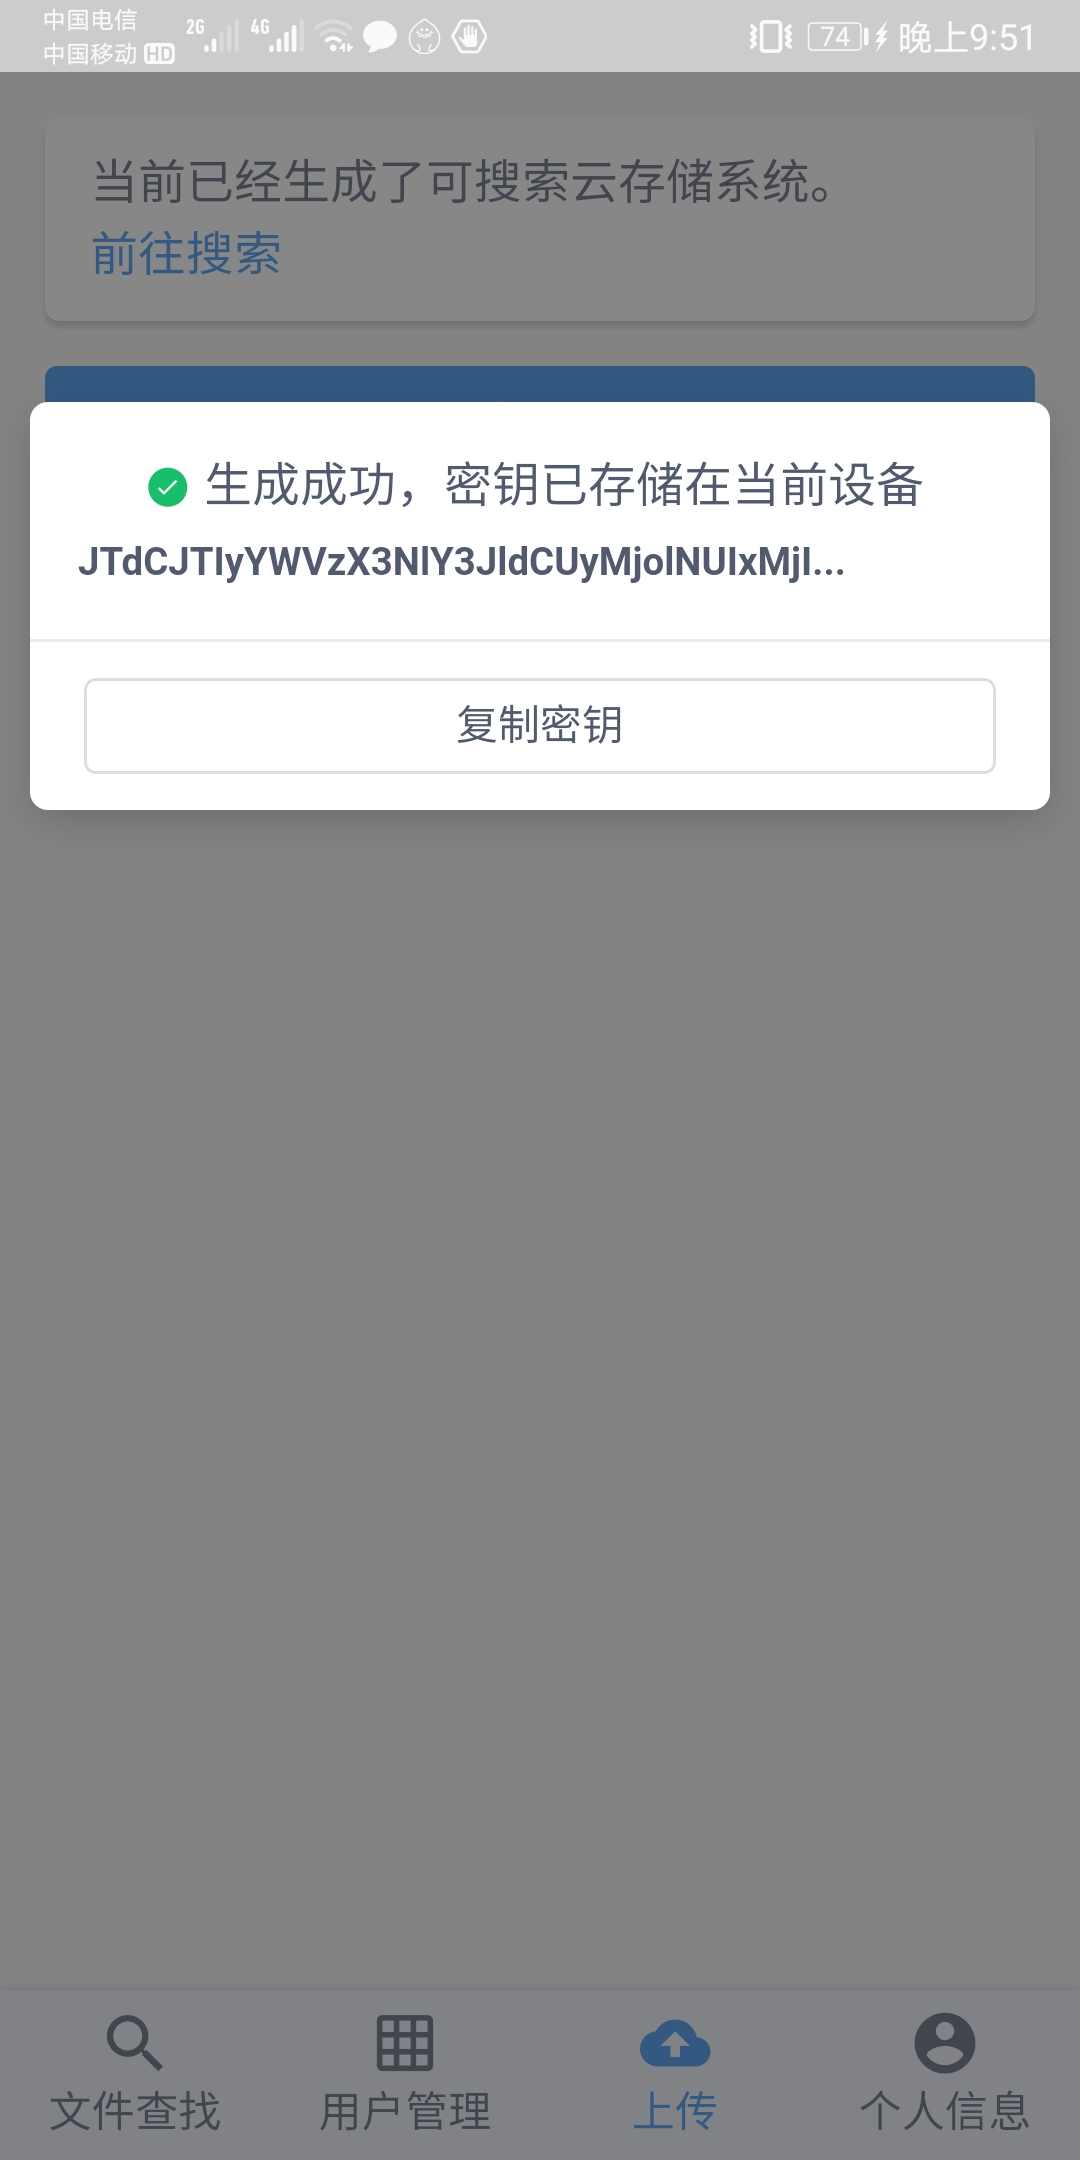 中国电信
中国移动 HD
2G 4G 74 晚上9:51
当前已经生成了可搜索云存储系统。
前往搜索
生成成功，密钥已存储在当前设备
JTdCJTIyYWVzX3NlY3JldCUyMjolNUIxMjI...
复制密钥
文件查找 用户管理 上传 个人信息